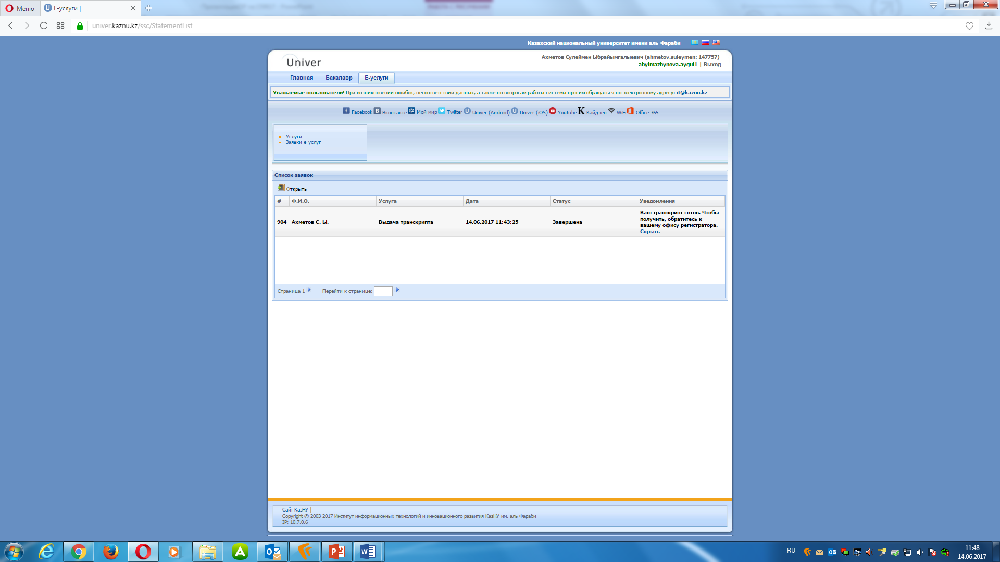 Меню
Е-услуги |
univer.kaznu.kz/ssc/StatementList
Казахский национальный университет имени аль-Фараби
Univer
Ахметов Сулеймен Ыбрайымгалыевич (ahmetov.suleymen: 147757)
abylmazhynova.aygul1 | Выход
Главная Бакалавр Е-услуги
Уважаемые пользователи! При возникновении ошибок, несоответствии данных, а также по вопросам работы системы просим обращаться по электронному адресу: it@kaznu.kz
Facebook Вконтакте Мой мир Twitter Univer (Android) Univer (iOS) Youtube Кайдзен WiFi Office 365
Услуги
Заявки е-услуг
Список заявок
Открыть
# Ф.И.О. Услуга Дата Статус Уведомления
904 Ахметов С. Ы. Выдача транскрипта 14.06.2017 11:43:25 Завершена Ваш транскрипт готов. Чтобы
получить, обратитесь к
вашему офису регистратора.
Скрыть
Страница 1 Перейти к странице:
Сайт КазНУ |
Copyright © 2003-2017 Институт информационных технологий и инновационного развития КазНУ им. аль-Фараби
IP: 10.7.0.6
RU
11:48
14.06.2017